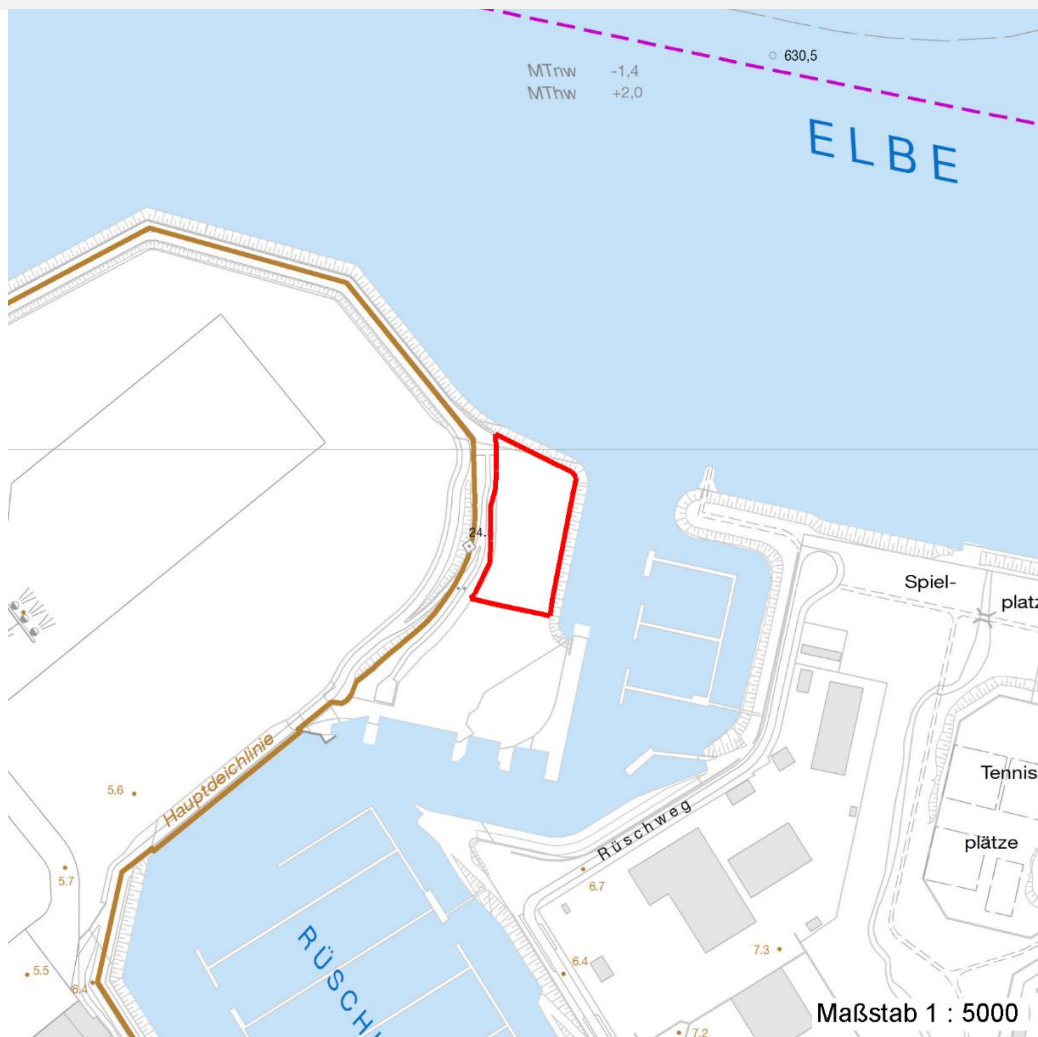 630,5
MTnw -1,4
MThw +2,0
ELBE
24.
Spiel-
platz
Hauptdeichlinie
5.6
Tennis
Rüschweg
plätze
5.7
6.7
7.3
5.5
6.4
6.4
RÜSCH
Maßstab 1 : 5000
7.2